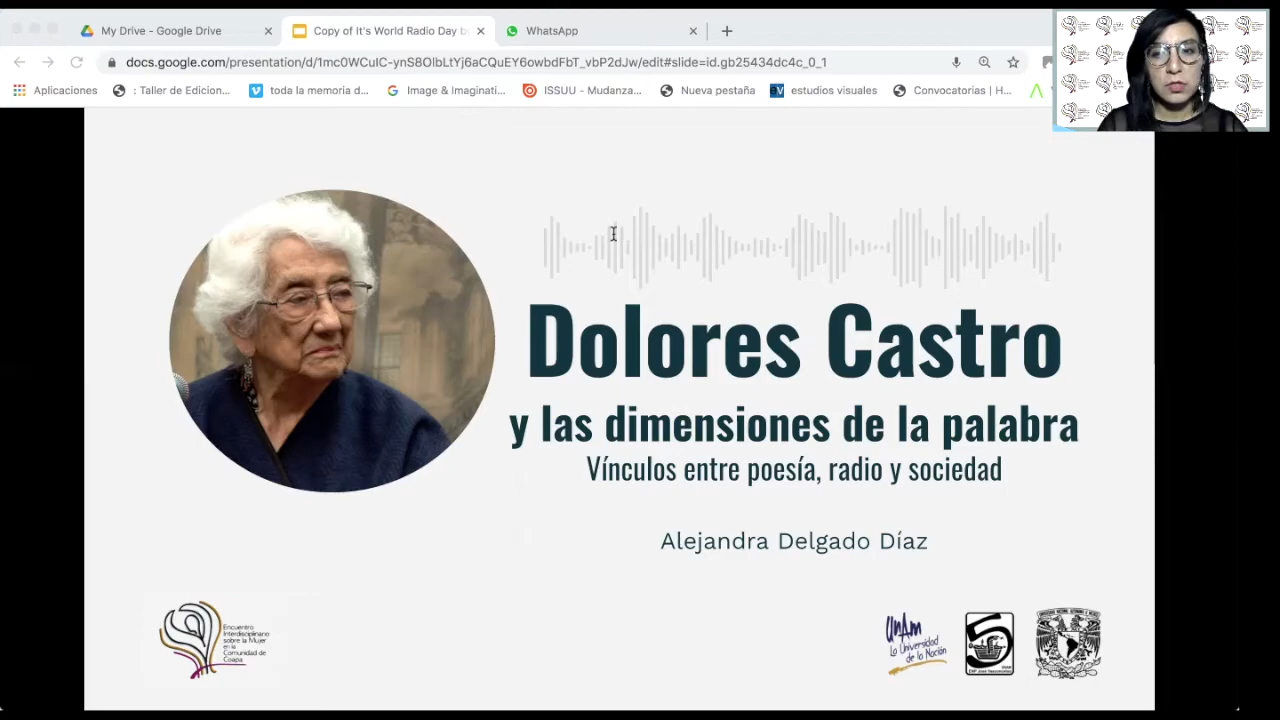 My Drive - Google Drive
Copy of It's World Radio Day b
WhatsApp
docs.google.com/presentation/d/1mc0WCuIC-ynS8OlbLtYj6aCQuEYcowbdFbT_vbP2dJw/edit#slide=id.gb25434dc4c_0_1
Aplicaciones
: Taller de Edicion...
toda la memoria d...
Image & Imaginati...
ISSUU - Mudanza...
Nueva pestaña
estudios visuales
Convocatorias | H...
Dolores Castro
y las dimensiones de la palabra
Vínculos entre poesía, radio y sociedad
Alejandra Delgado Díaz
Encuentro
Interdisciplinario
sobre la Mujer
en la
Comunidad de
Coapa
UNAM
La Universidad
de la Nación
5